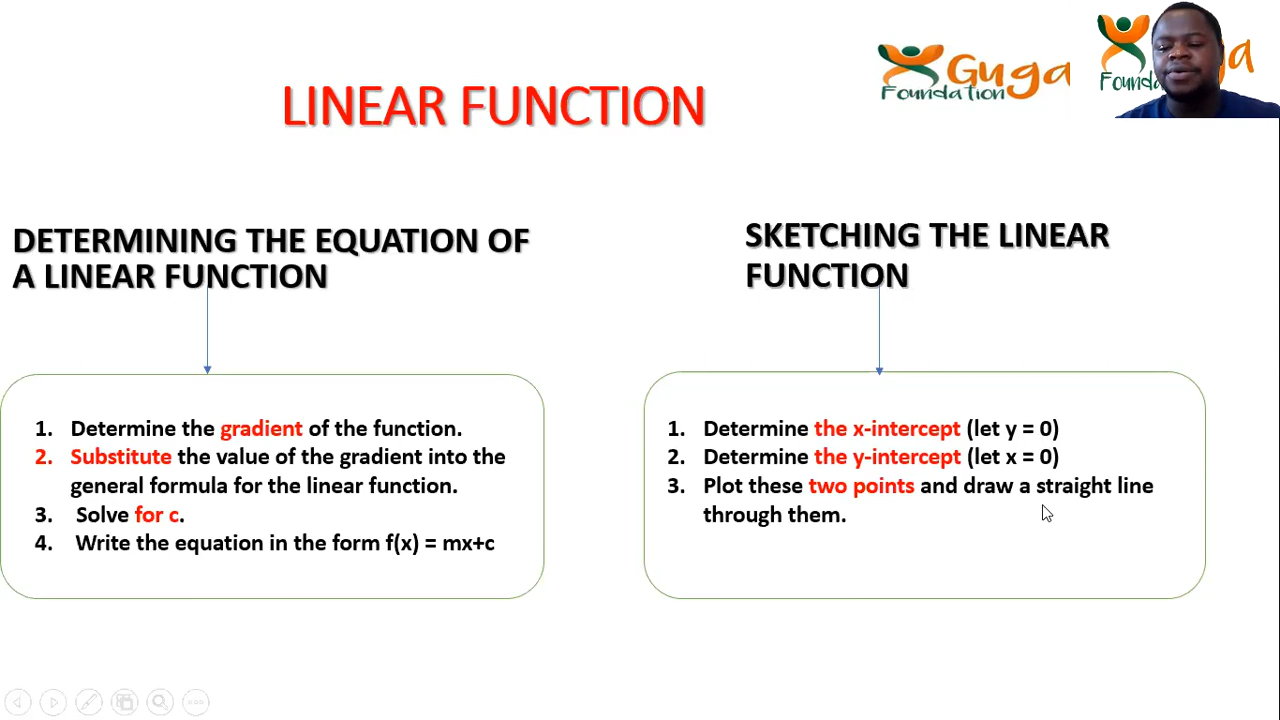 LINEAR FUNCTION
Guga
Foundation
ga
Founda
DETERMINING THE EQUATION OF
A LINEAR FUNCTION
1. Determine the gradient of the function.
2. Substitute the value of the gradient into the
general formula for the linear function.
3. Solve for c.
4. Write the equation in the form f(x) = mx+c
SKETCHING THE LINEAR
FUNCTION
1. Determine the x-intercept (let y = 0)
2. Determine the y-intercept (let x = 0)
3. Plot these two points and draw a straight line
through them.